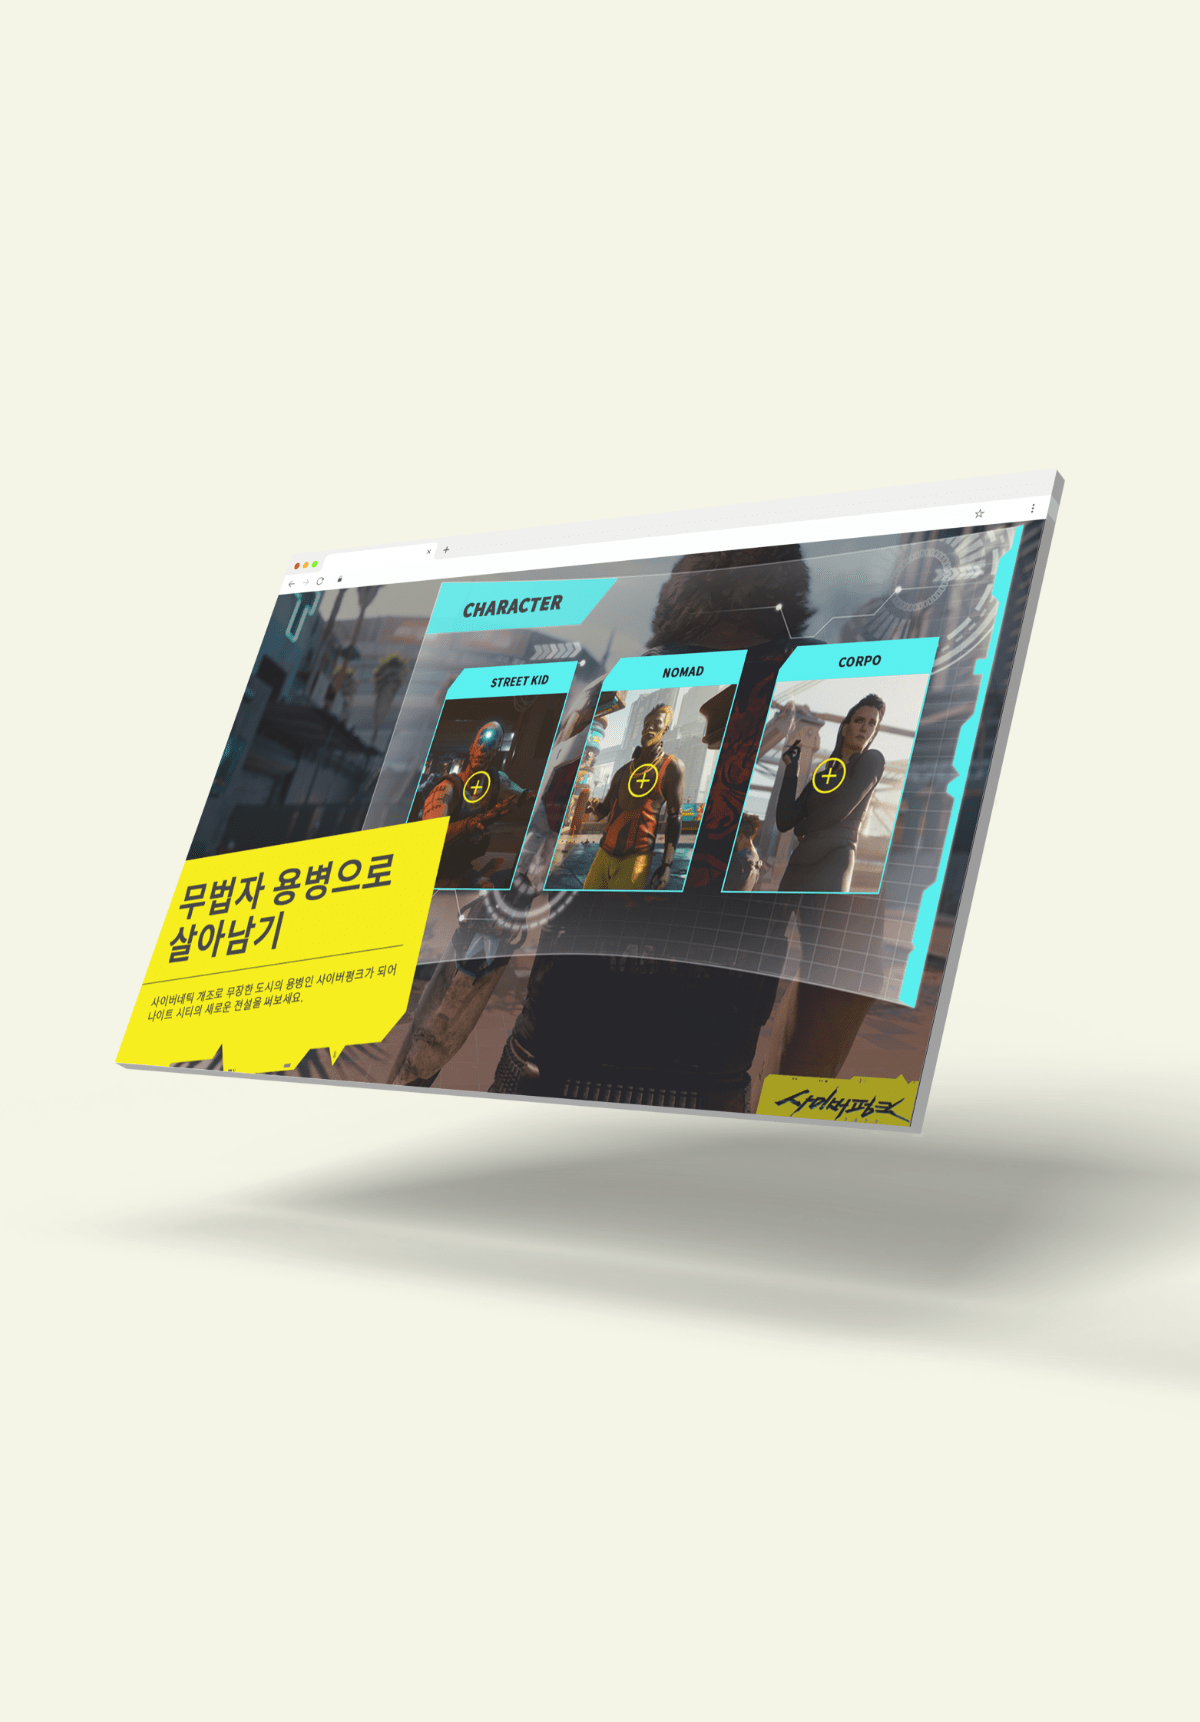 CHARACTER
STREET KID
NOMAD
CORPO
무법자 용병으로
살아남기
사이버네틱 개조로 무장한 도시의 용병인 사이버펑크가 되어
나이트 시티의 새로운 전설을 써보세요.
사이버펑크